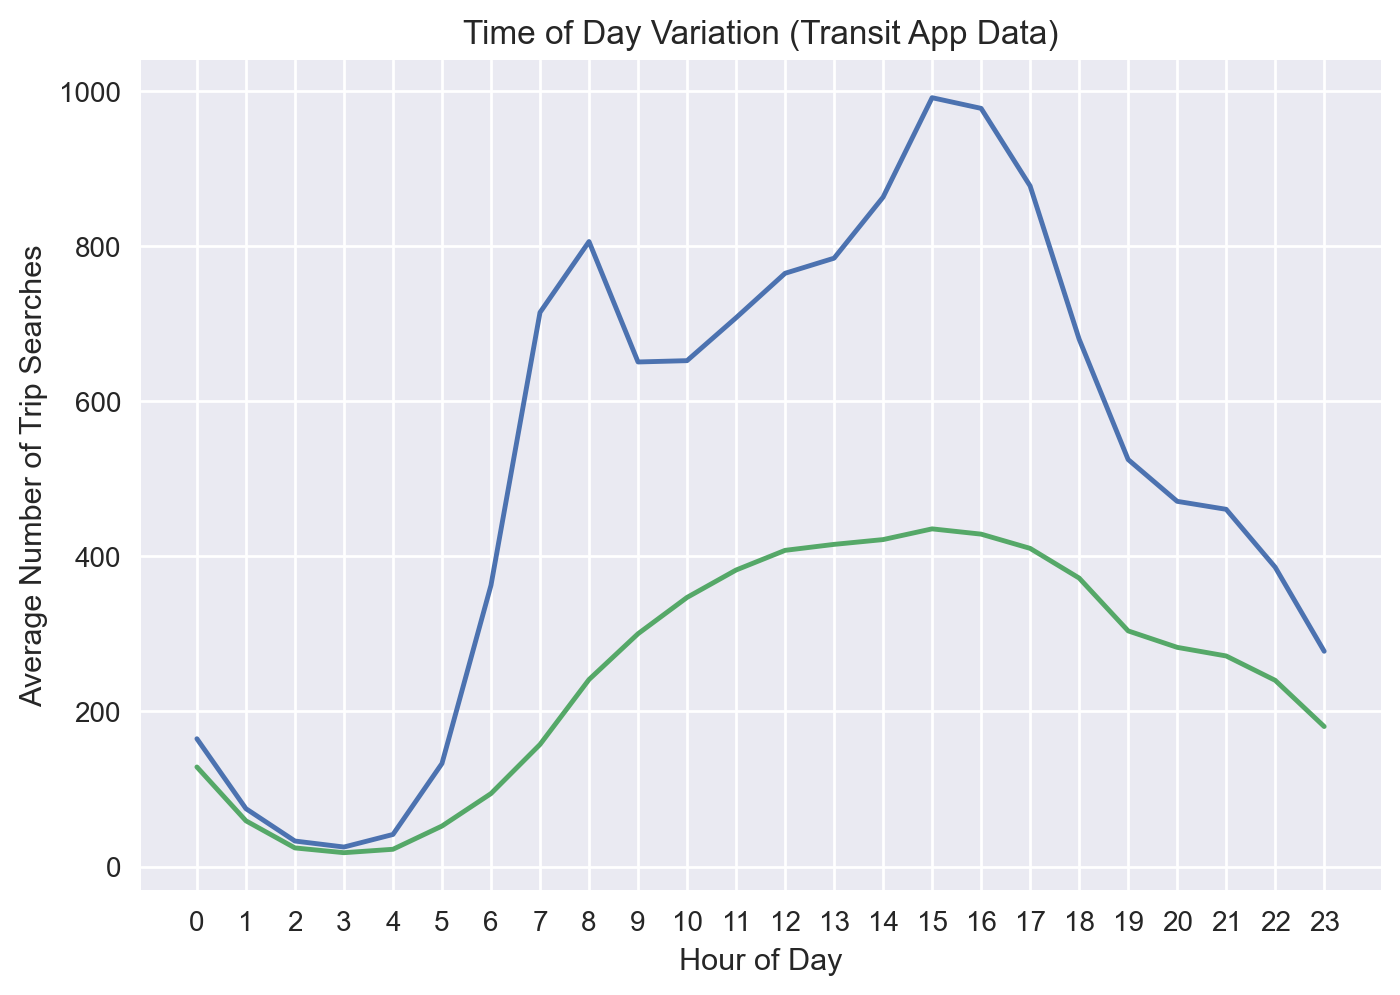 Time of Day Variation (Transit App Data)
Average Number of Trip Searches
1000
800
600
400
200
0
0 1 2 3 4 5 6 7 8 9 10 11 12 13 14 15 16 17 18 19 20 21 22 23
Hour of Day